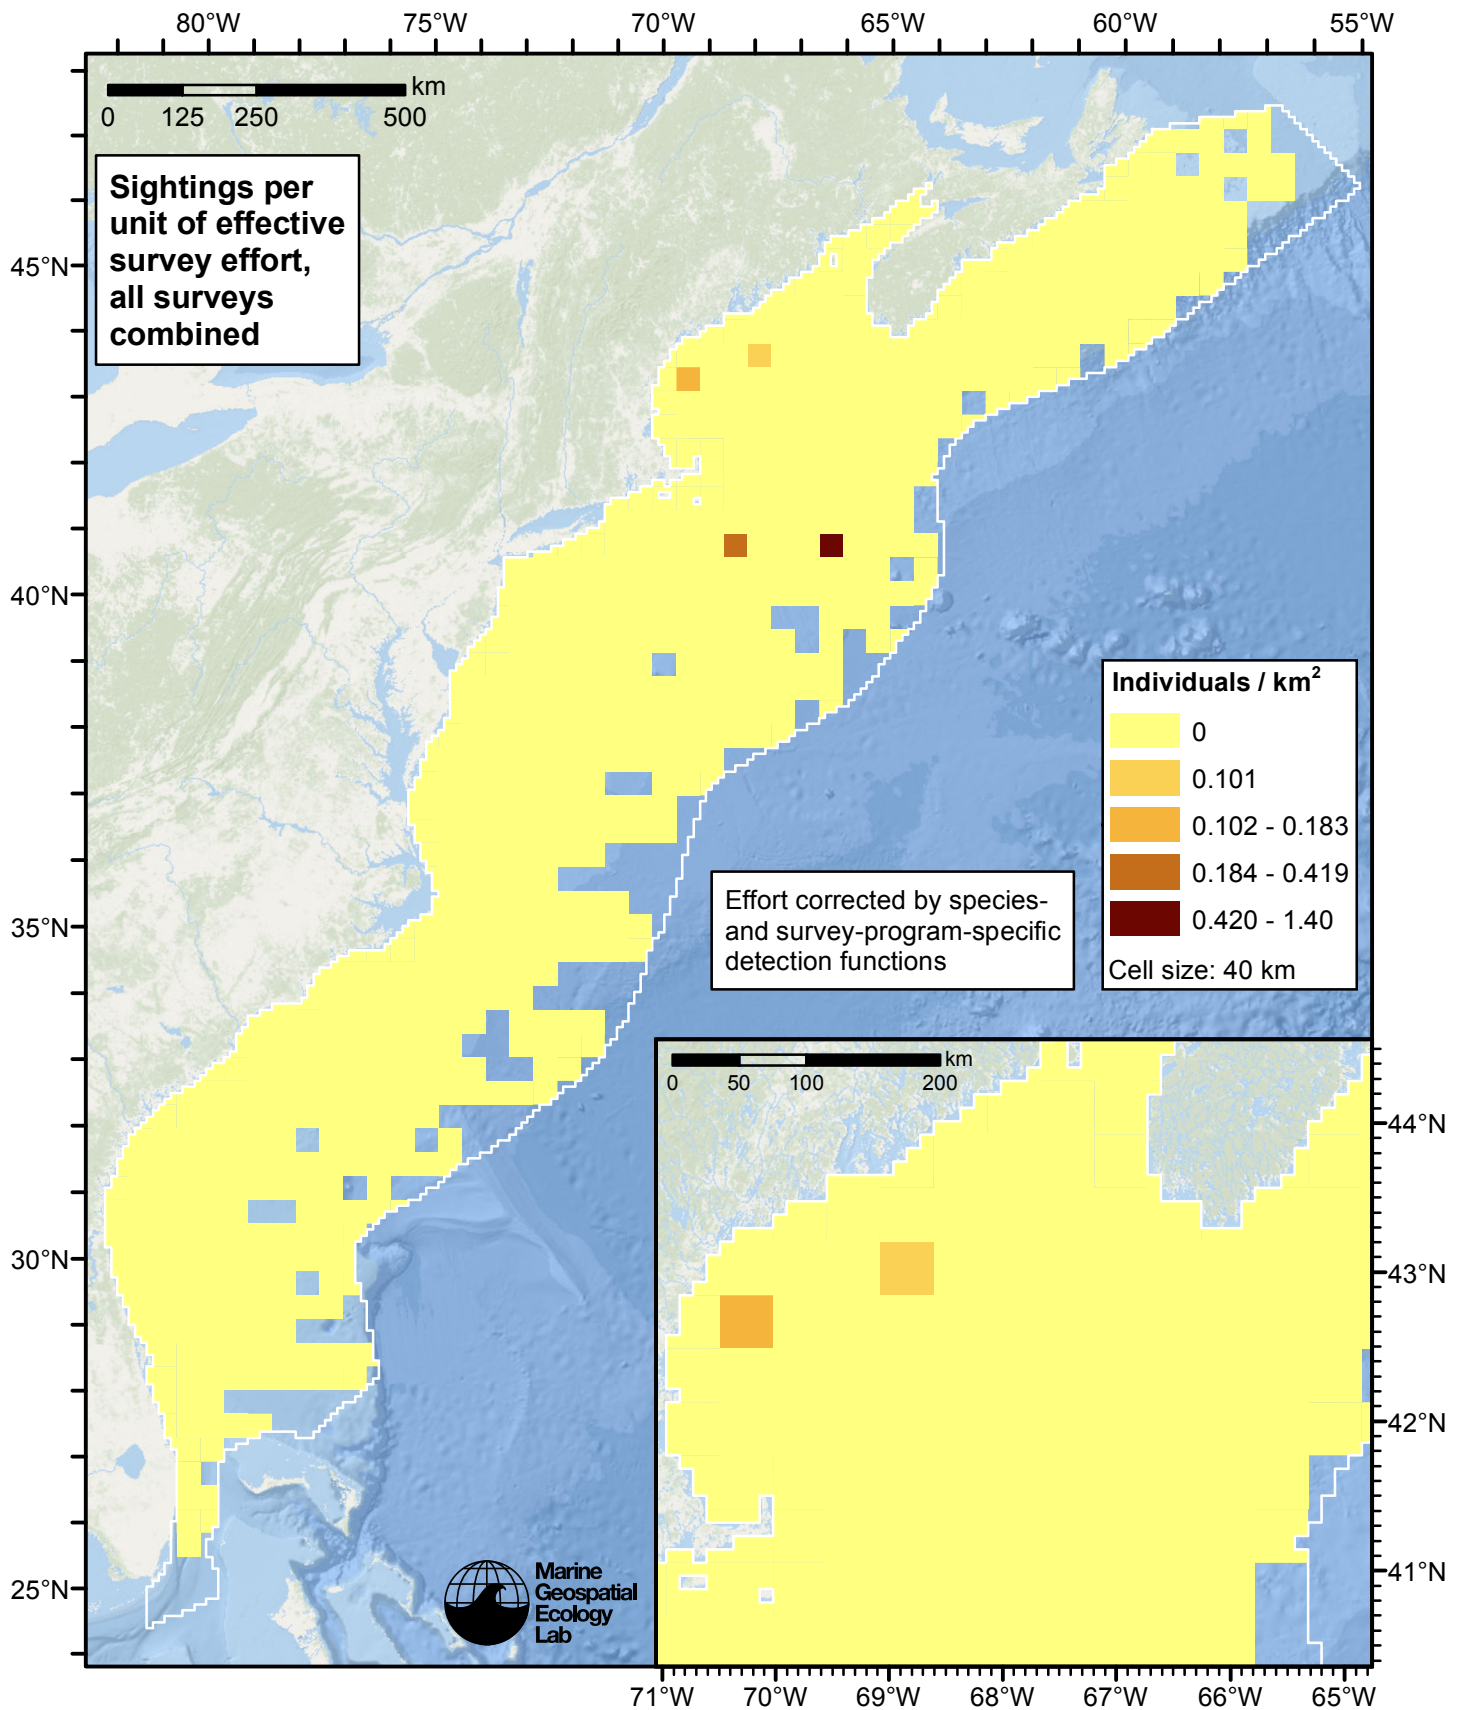 80°W 75°W 70°W 65°W 60°W 55°W
km
0 125 250 500
Sightings per
unit of effective
survey effort,
all surveys
combined
45°N
40°N
35°N
30°N
25°N
Individuals / km²
0
0.101
0.102 - 0.183
0.184 - 0.419
0.420 - 1.40
Cell size: 40 km
Effort corrected by species-
and survey-program-specific
detection functions
km
0 50 100 200
44°N
43°N
42°N
41°N
Marine
Geospatial
Ecology
Lab
71°W 70°W 69°W 68°W 67°W 66°W 65°W